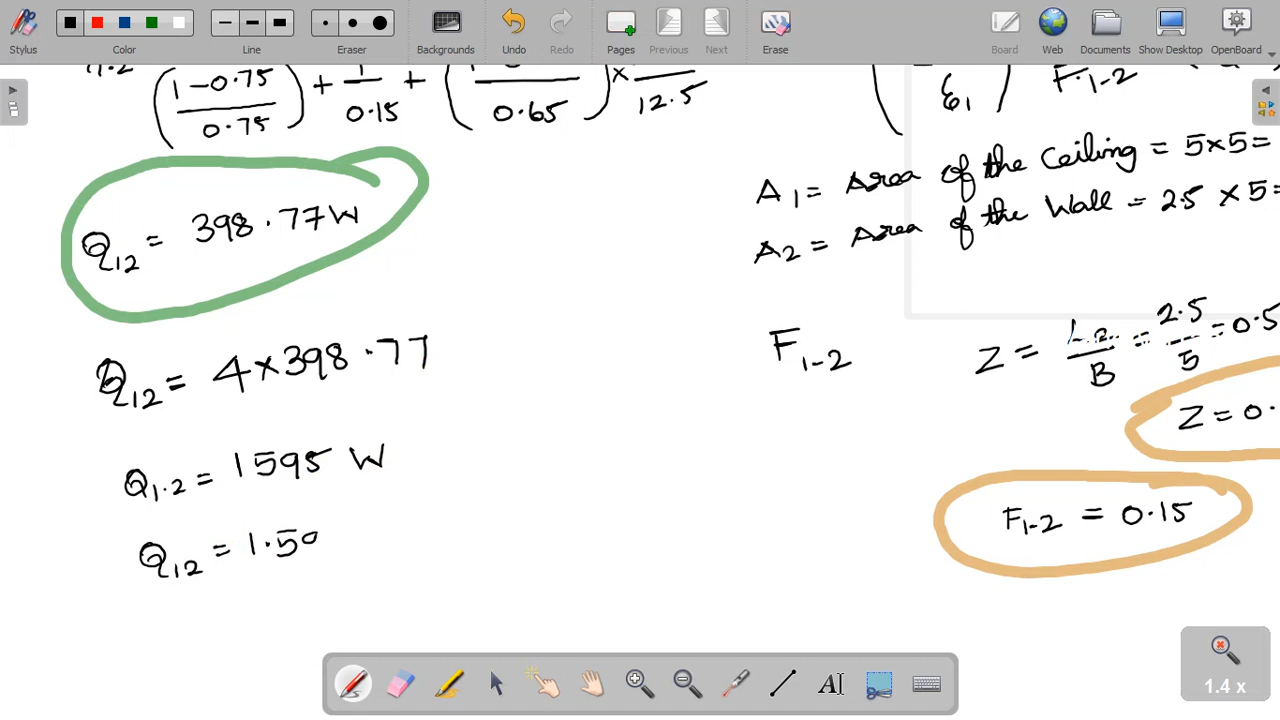 Stylus
Color
Line
Eraser
Backgrounds
Undo
Redo
Pages
Previous
Next
Erase
Board
Web
Documents
Show Desktop
OpenBoard
(1-0.75 / 0.75) + 1/0.15 + ( / 0.65) × / 12.5
ε1 F1-2
A1 = Area of the Ceiling = 5×5=
A2 = Area of the Wall = 2.5 ×5=
Q12 = 398.77W
F1-2
Z = / B = 2.5/5 = 0.5
Q12 = 4×398.77
Z = 0.
Q1-2 = 1595 W
F1-2 = 0.15
Q12 = 1.59
1.4 x